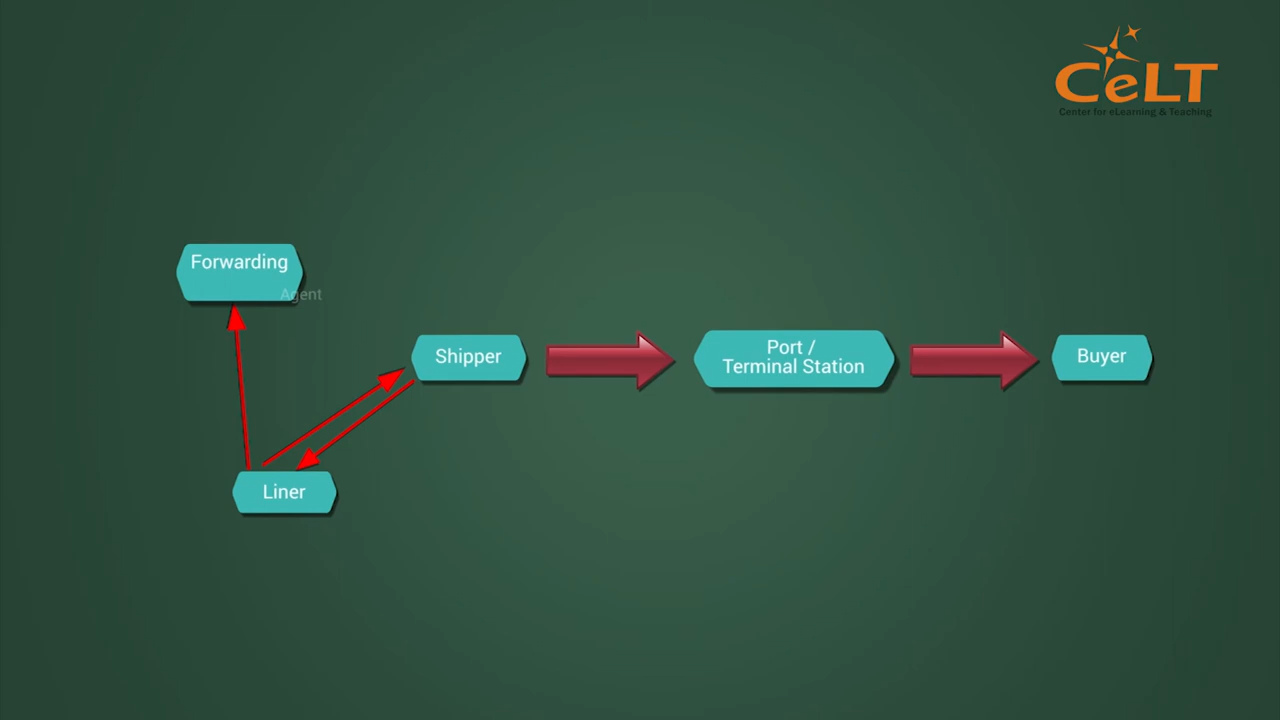 CeLT
Center for eLearning & Teaching
Forwarding
Agent
Shipper
Port /
Terminal Station
Buyer
Liner